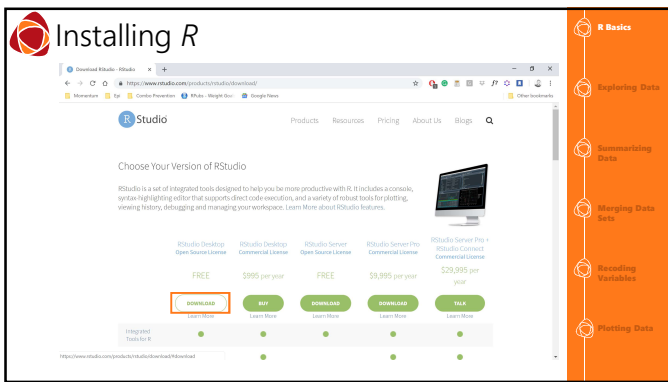 Installing R
Download RStudio - RStudio
https://www.rstudio.com/products/rstudio/download/
Momentum Epi Combo Prevention RPubs - Weight Gloss Google News Other bookmarks
R Studio
Products Resources Pricing About Us Blogs
Choose Your Version of RStudio
RStudio is a set of integrated tools designed to help you be more productive with R. It includes a console,
syntax-highlighting editor that supports direct code execution, and a variety of robust tools for plotting,
viewing history, debugging and managing your workspace. Learn More about RStudio features.
RStudio Desktop
Open Source License
FREE
DOWNLOAD
Learn More
RStudio Desktop
Commercial License
$995 per year
BUY
Learn More
RStudio Server
Open Source License
FREE
DOWNLOAD
Learn More
RStudio Server Pro
Commercial License
$9,995 per year
DOWNLOAD
Learn More
RStudio Server Pro +
RStudio Connect
Commercial License
$29,995 per
year
TALK
Learn More
Integrated
Tools for R
https://www.rstudio.com/products/rstudio/download/#download
R Basics
Exploring Data
Summarizing
Data
Merging Data
Sets
Recoding
Variables
Plotting Data